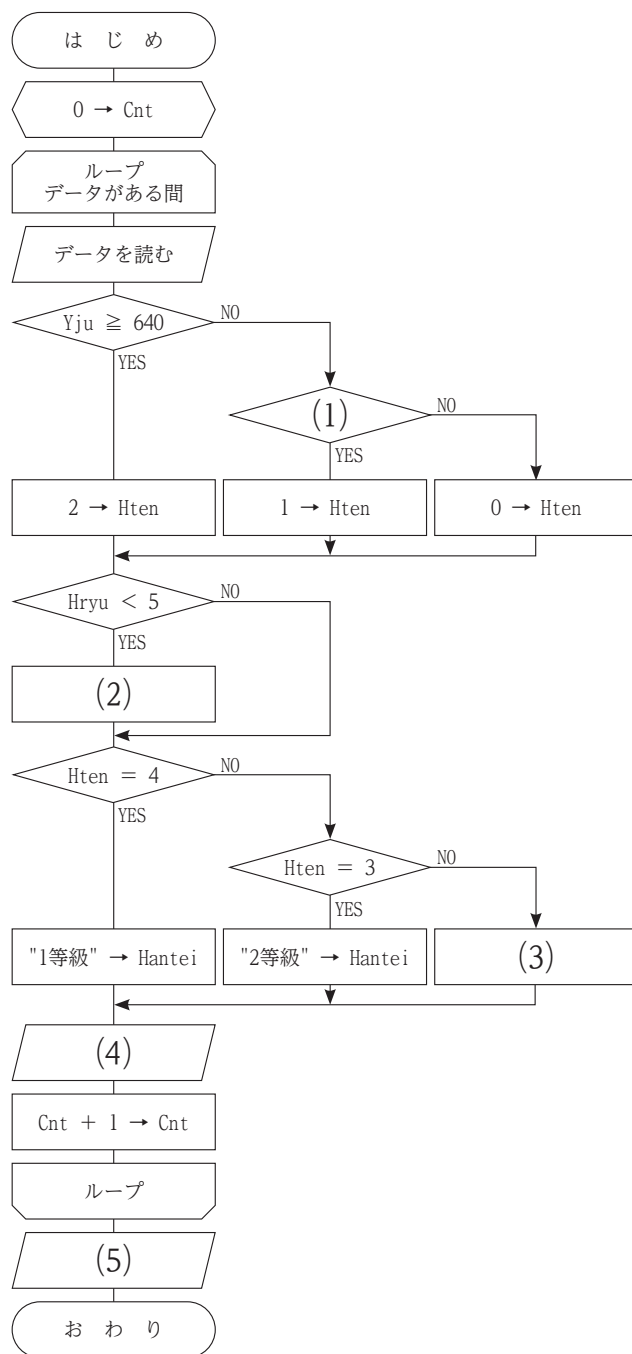 は じ め
0 → Cnt
ループ
データがある間
データを読む
Yju ≧ 640
NO
YES
(1)
NO
YES
2 → Hten
1 → Hten
0 → Hten
Hryu < 5
NO
YES
(2)
Hten = 4
NO
YES
Hten = 3
NO
YES
"1等級" → Hantei
"2等級" → Hantei
(3)
(4)
Cnt + 1 → Cnt
ループ
(5)
お わ り